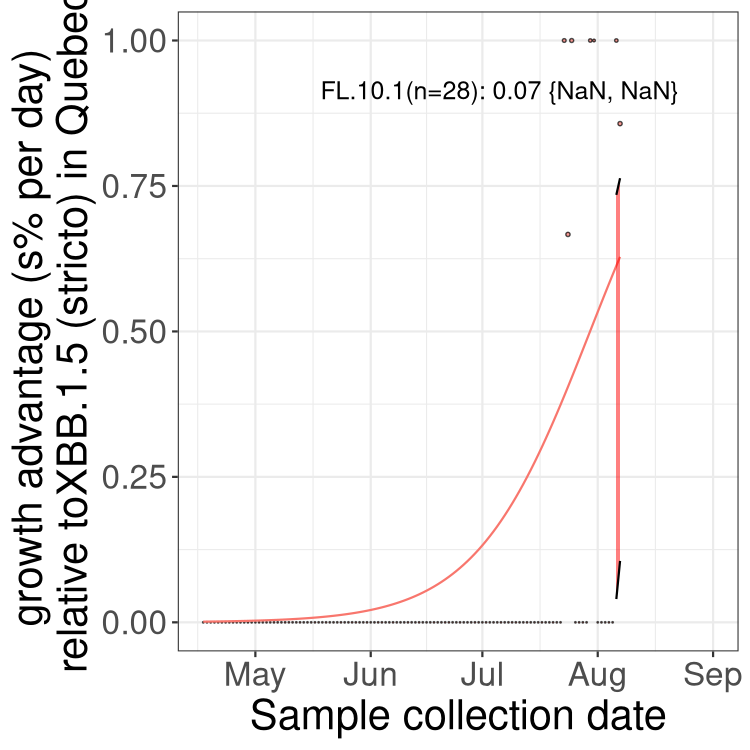 growth advantage (s% per day)
relative toXBB.1.5 (stricto) in Quebec
1.00
0.75
0.50
0.25
0.00
FL.10.1(n=28): 0.07 {NaN, NaN}
May Jun Jul Aug Sep
Sample collection date